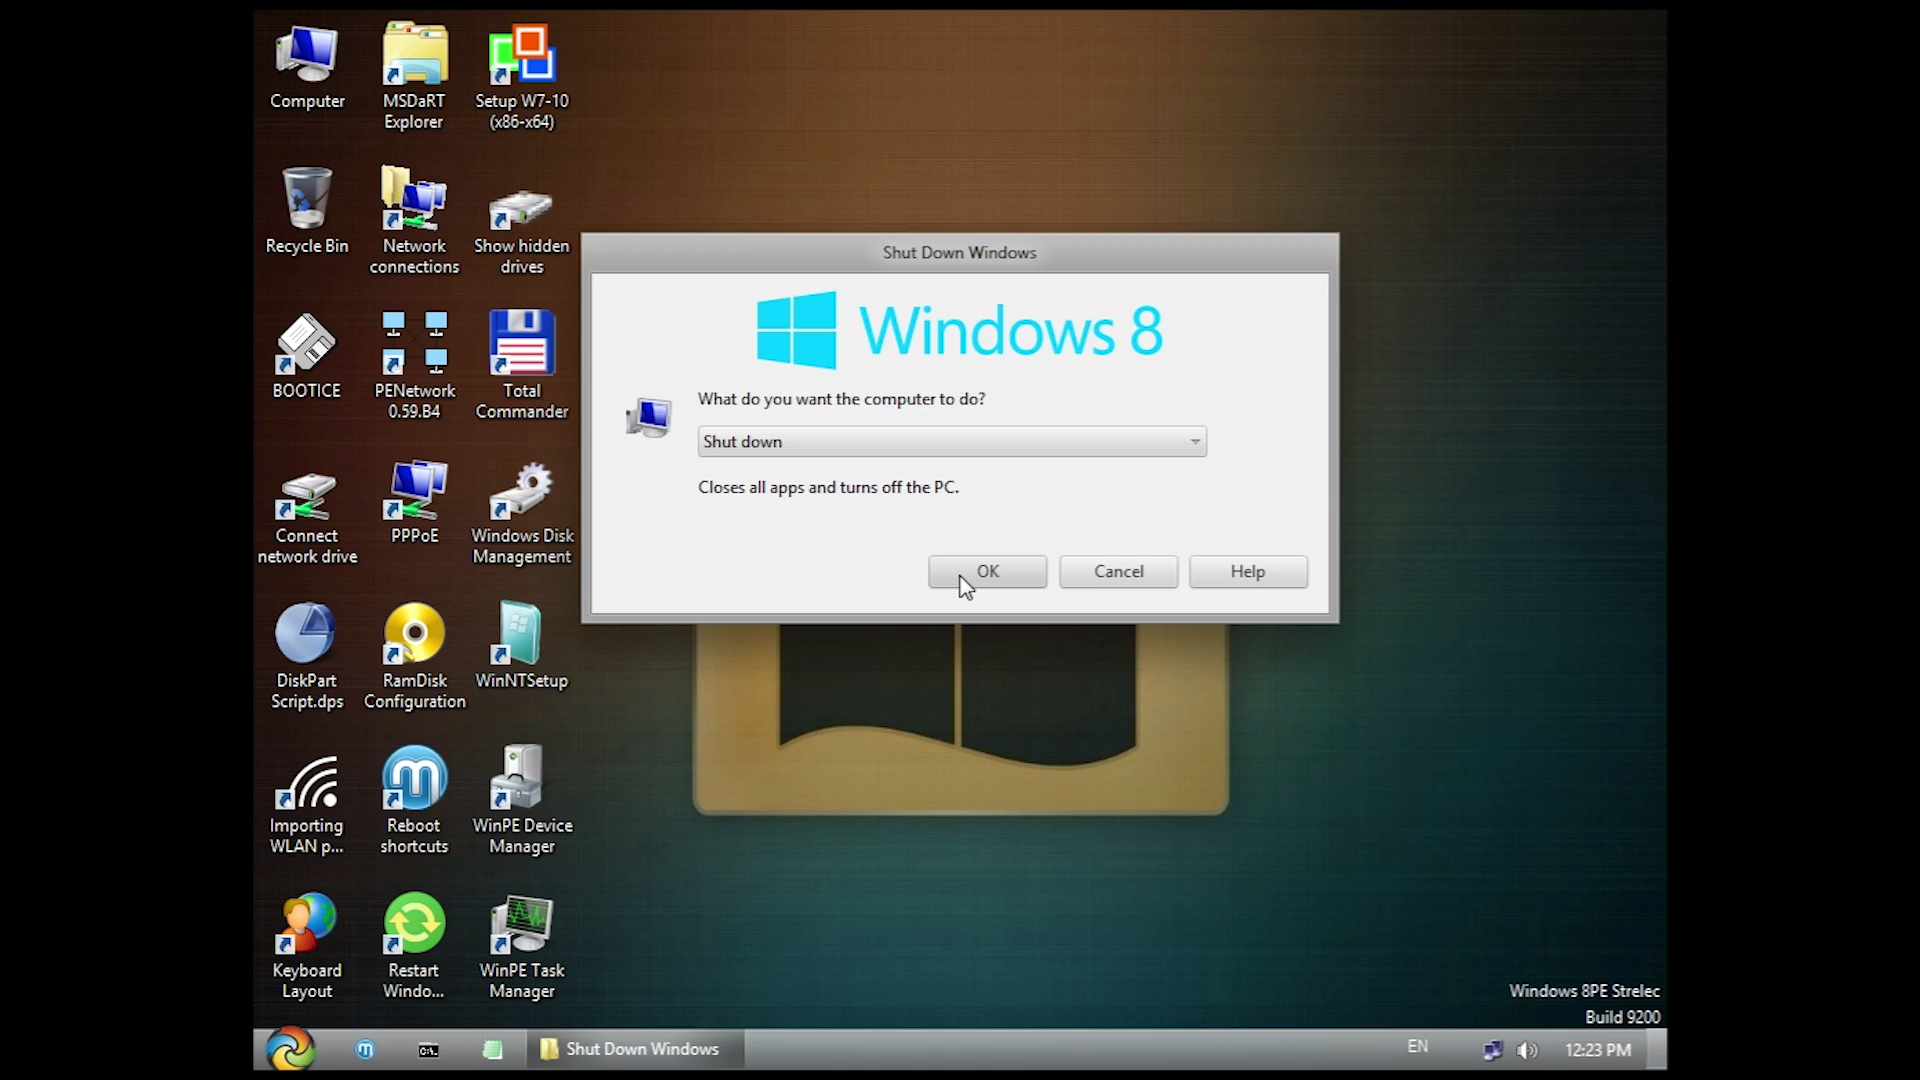 Computer
MSDaRT
Explorer
Setup W7-10
(x86-x64)
Recycle Bin
Network
connections
Show hidden
drives
BOOTICE
PENetwork
0.59.B4
Total
Commander
Connect
network drive
PPPoE
Windows Disk
Management
DiskPart
Script.dps
RamDisk
Configuration
WinNTSetup
Importing
WLAN p...
Reboot
shortcuts
WinPE Device
Manager
Keyboard
Layout
Restart
Windo...
WinPE Task
Manager
Shut Down Windows
Windows 8
What do you want the computer to do?
Shut down
Closes all apps and turns off the PC.
OK
Cancel
Help
Windows 8PE Strelec
Build 9200
Shut Down Windows
EN
12:23 PM